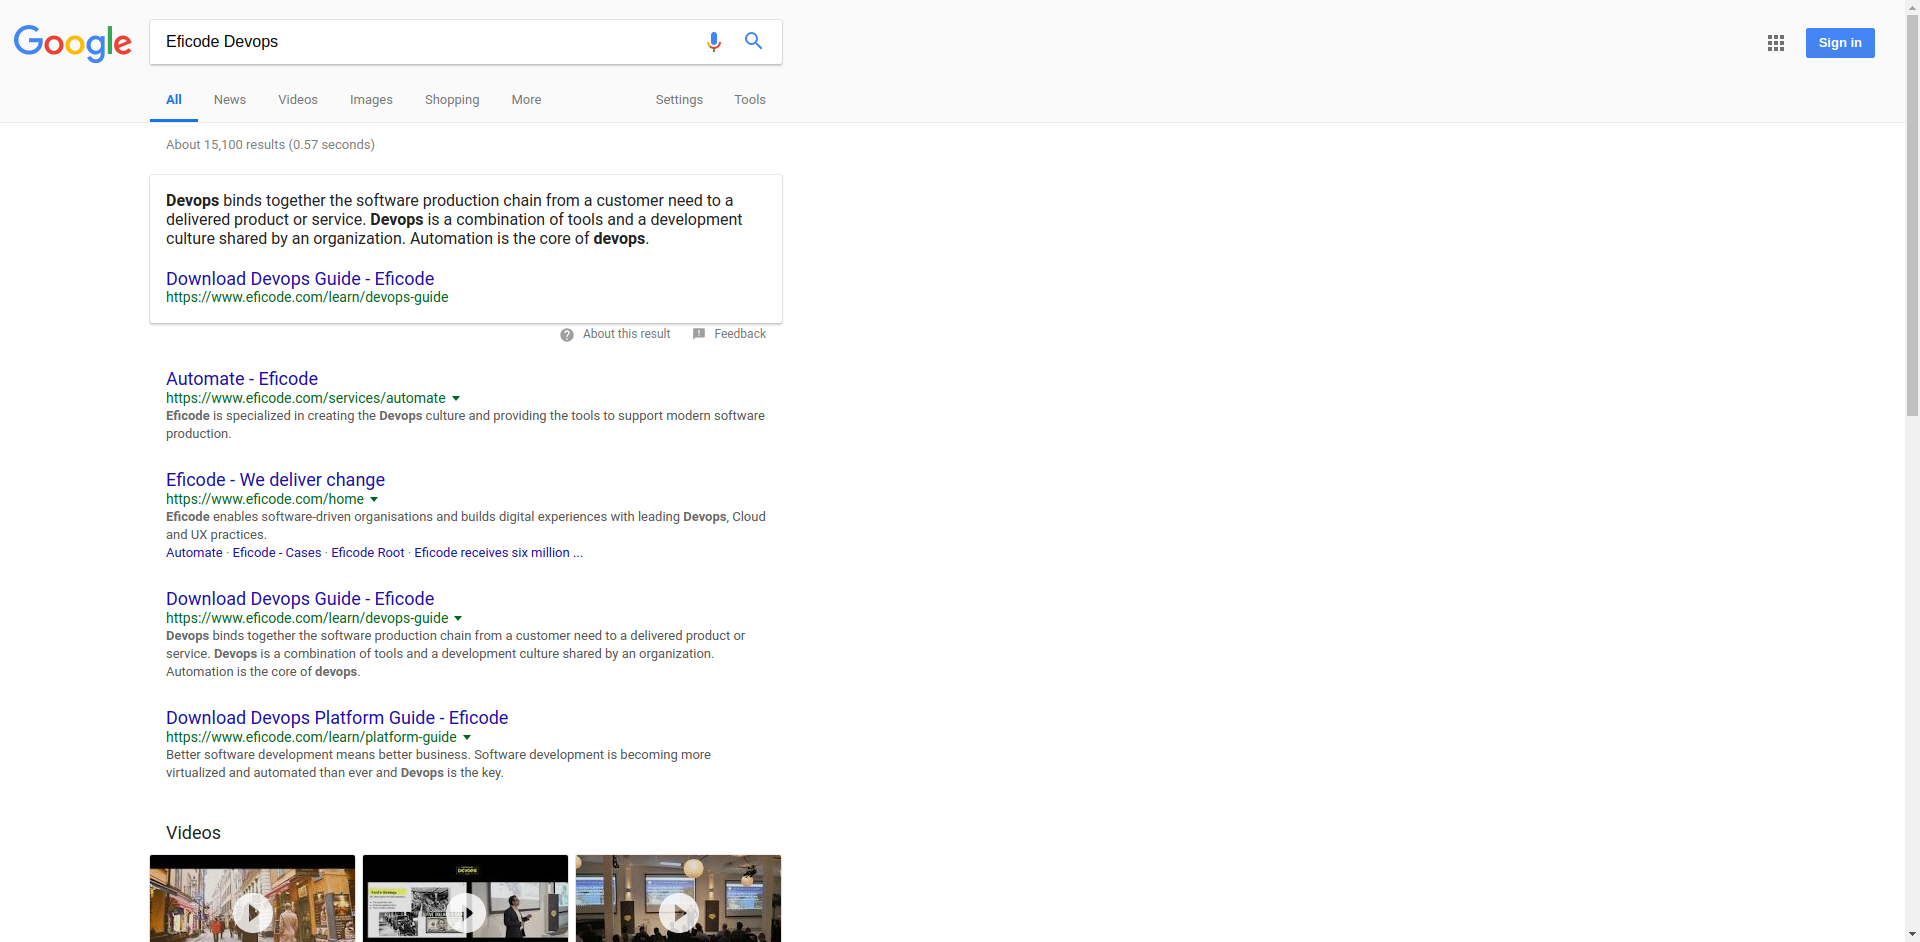 Google
Eficode Devops
Sign in
All News Videos Images Shopping More Settings Tools
About 15,100 results (0.57 seconds)
Devops binds together the software production chain from a customer need to a
delivered product or service. Devops is a combination of tools and a development
culture shared by an organization. Automation is the core of devops.
Download Devops Guide - Eficode
https://www.eficode.com/learn/devops-guide
About this result Feedback
Automate - Eficode
https://www.eficode.com/services/automate
Eficode is specialized in creating the Devops culture and providing the tools to support modern software
production.
Eficode - We deliver change
https://www.eficode.com/home
Eficode enables software-driven organisations and builds digital experiences with leading Devops, Cloud
and UX practices.
Automate · Eficode - Cases · Eficode Root · Eficode receives six million ...
Download Devops Guide - Eficode
https://www.eficode.com/learn/devops-guide
Devops binds together the software production chain from a customer need to a delivered product or
service. Devops is a combination of tools and a development culture shared by an organization.
Automation is the core of devops.
Download Devops Platform Guide - Eficode
https://www.eficode.com/learn/platform-guide
Better software development means better business. Software development is becoming more
virtualized and automated than ever and Devops is the key.
Videos
DEVOPS